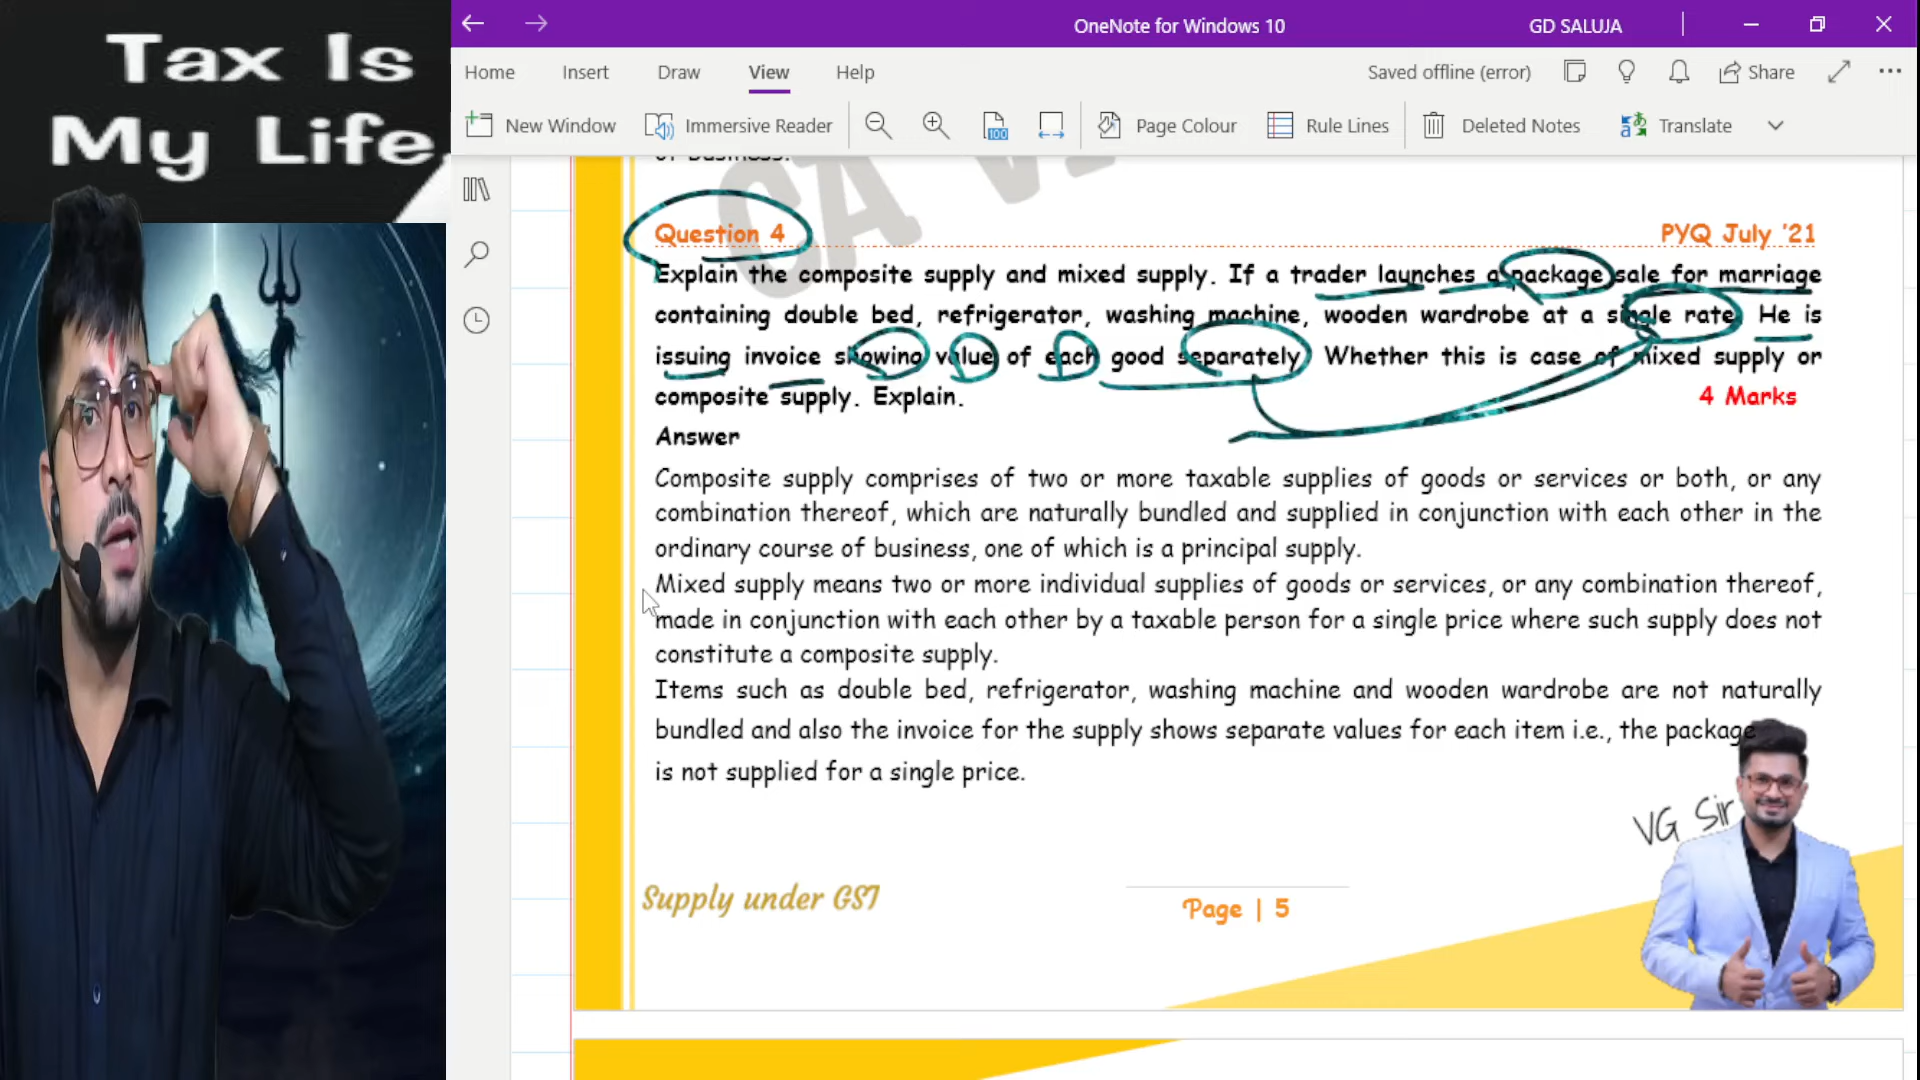 Tax Is
My Life.
OneNote for Windows 10
GD SALUJA
Home Insert Draw View Help
Saved offline (error) Share
New Window Immersive Reader 100 Page Colour Rule Lines Deleted Notes Translate
of business.
CA
Question 4 PYQ July '21
Explain the composite supply and mixed supply. If a trader launches a package sale for marriage
containing double bed, refrigerator, washing machine, wooden wardrobe at a single rate. He is
issuing invoice showing value of each good separately. Whether this is case of mixed supply or
composite supply. Explain. 4 Marks
Answer
Composite supply comprises of two or more taxable supplies of goods or services or both, or any
combination thereof, which are naturally bundled and supplied in conjunction with each other in the
ordinary course of business, one of which is a principal supply.
Mixed supply means two or more individual supplies of goods or services, or any combination thereof,
made in conjunction with each other by a taxable person for a single price where such supply does not
constitute a composite supply.
Items such as double bed, refrigerator, washing machine and wooden wardrobe are not naturally
bundled and also the invoice for the supply shows separate values for each item i.e., the package
is not supplied for a single price.
VG Sir
Supply under GST
Page | 5